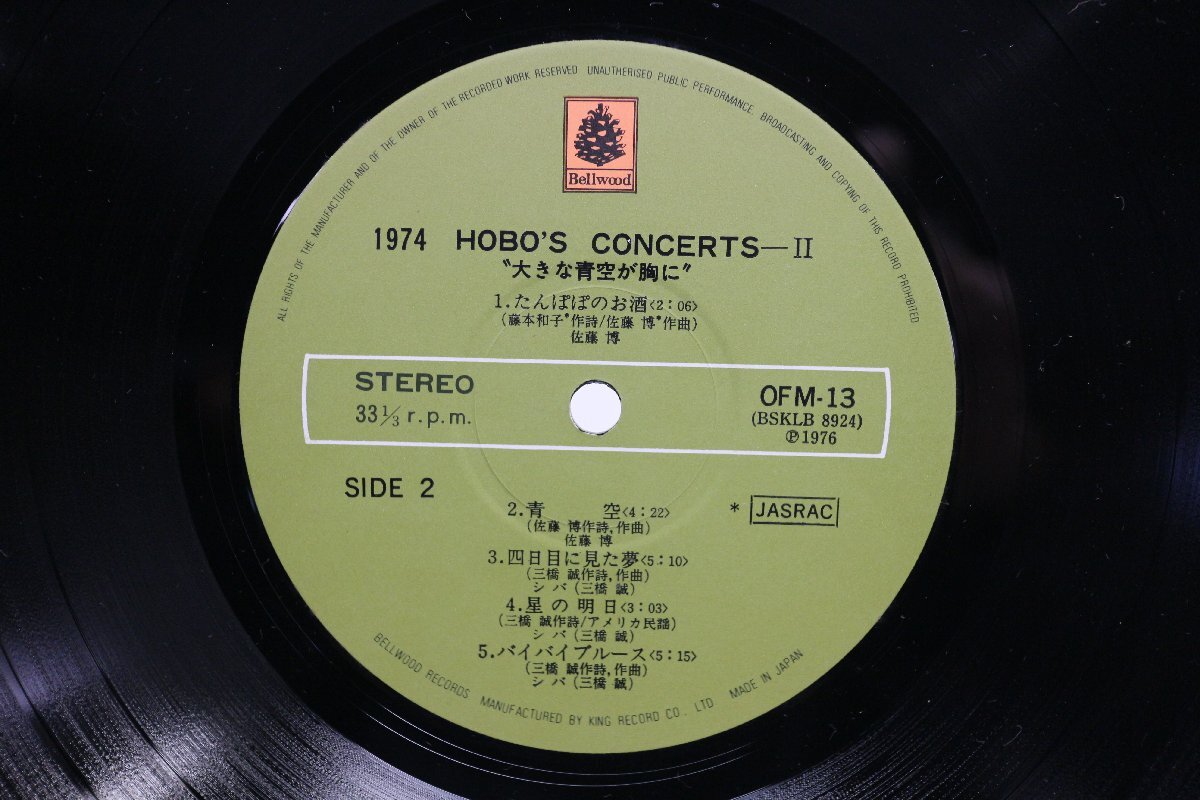 ALL RIGHTS OF THE MANUFACTURER AND OF THE OWNER OF THE RECORDED WORK RESERVED UNAUTHORISED PUBLIC PERFORMANCE, BROADCASTING AND COPYING OF THIS RECORD PROHIBITED
Bellwood
1974 HOBO'S CONCERTS—II
〝大きな青空が胸に〟
1.たんぽぽのお酒〈2:06〉
(藤本和子*作詩/佐藤 博*作曲)
佐藤 博
STEREO
33 1/3 r.p.m.
OFM-13
(BSKLB 8924)
Ⓟ1976
SIDE 2
* JASRAC
2.青 空〈4:22〉
(佐藤 博作詩,作曲)
佐藤 博
3.四日目に見た夢〈5:10〉
(三橋 誠作詩,作曲)
シバ(三橋 誠)
4.星の明日〈3:03〉
(三橋 誠作詩/アメリカ民謡)
シバ(三橋 誠)
5.バイバイブルース〈5:15〉
(三橋 誠作詩,作曲)
シバ(三橋 誠)
BELLWOOD RECORDS MANUFACTURED BY KING RECORD CO., LTD MADE IN JAPAN